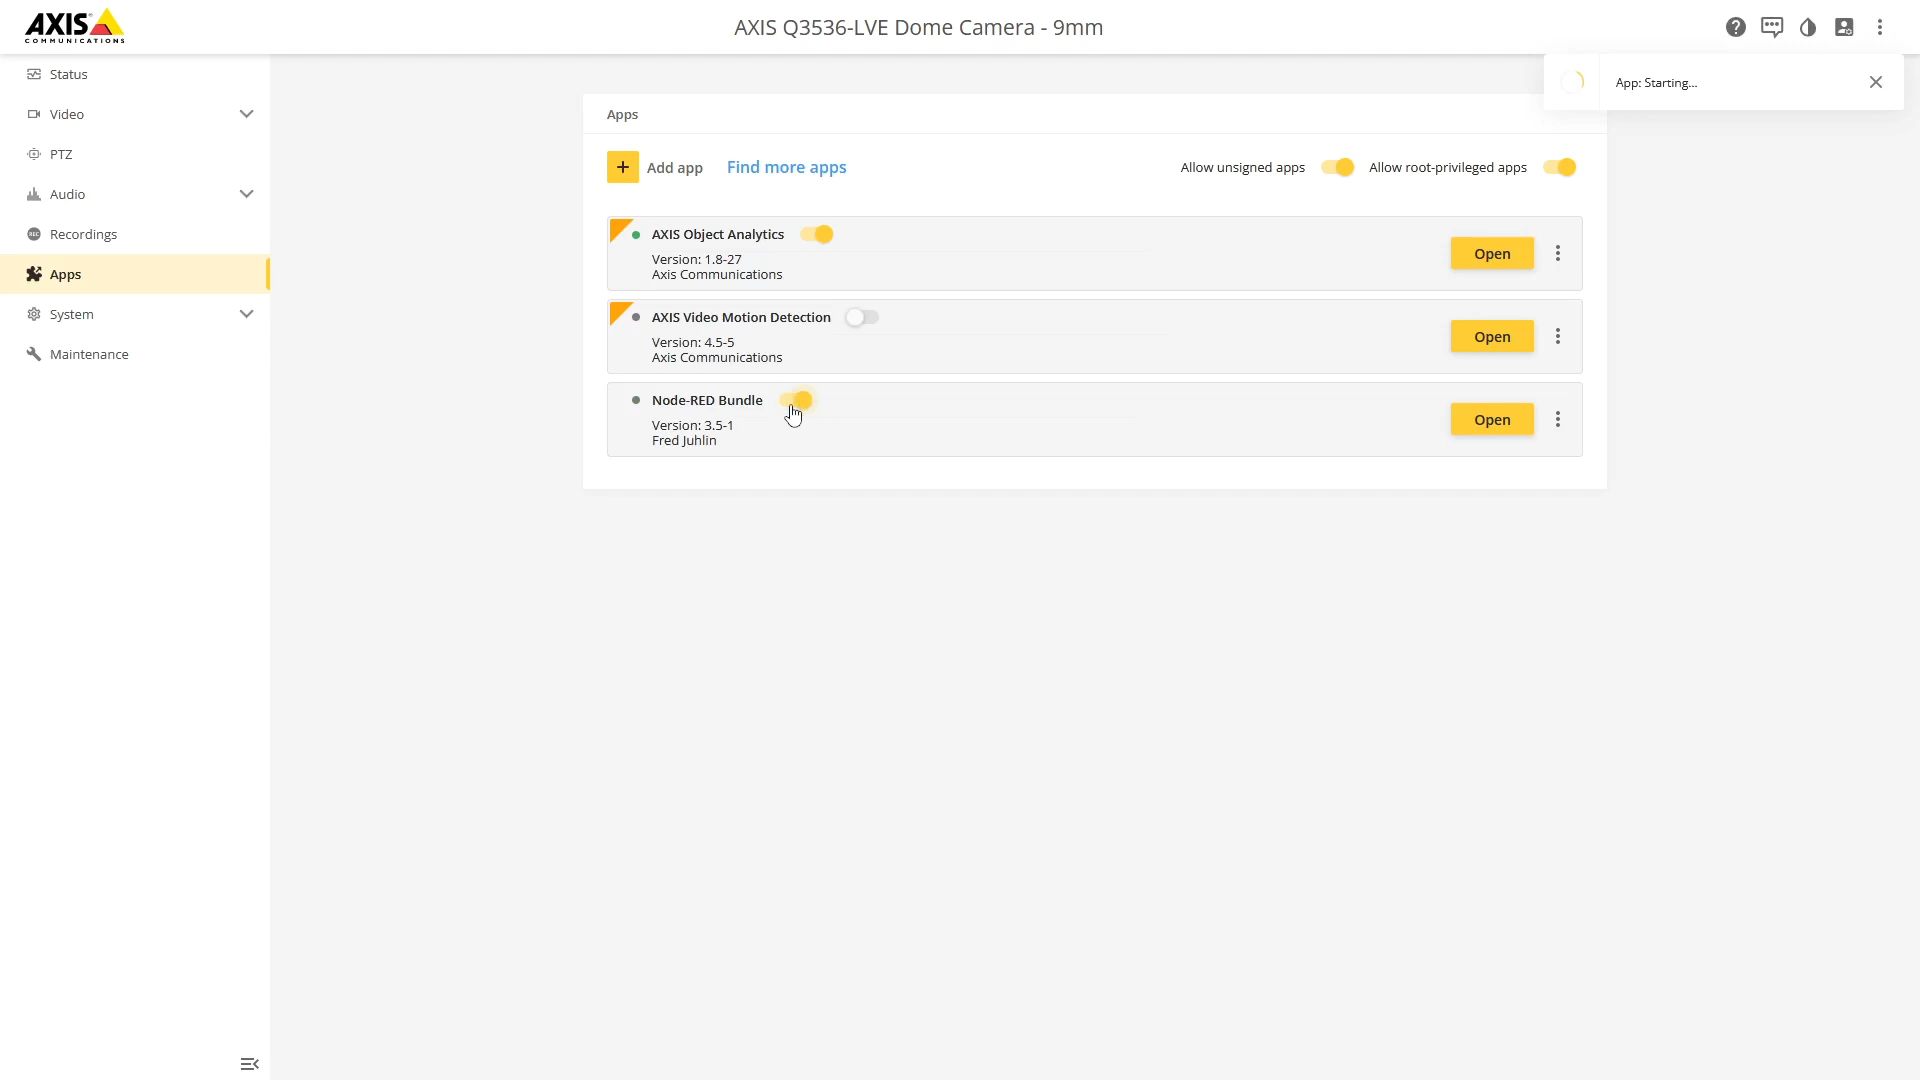 AXIS
COMMUNICATIONS
AXIS Q3536-LVE Dome Camera - 9mm
App: Starting...
Status
Video
PTZ
Audio
REC
Recordings
Apps
System
Maintenance
Apps
+ Add app
Find more apps
Allow unsigned apps
Allow root-privileged apps
AXIS Object Analytics
Version: 1.8-27
Axis Communications
Open
AXIS Video Motion Detection
Version: 4.5-5
Axis Communications
Open
Node-RED Bundle
Version: 3.5-1
Fred Juhlin
Open